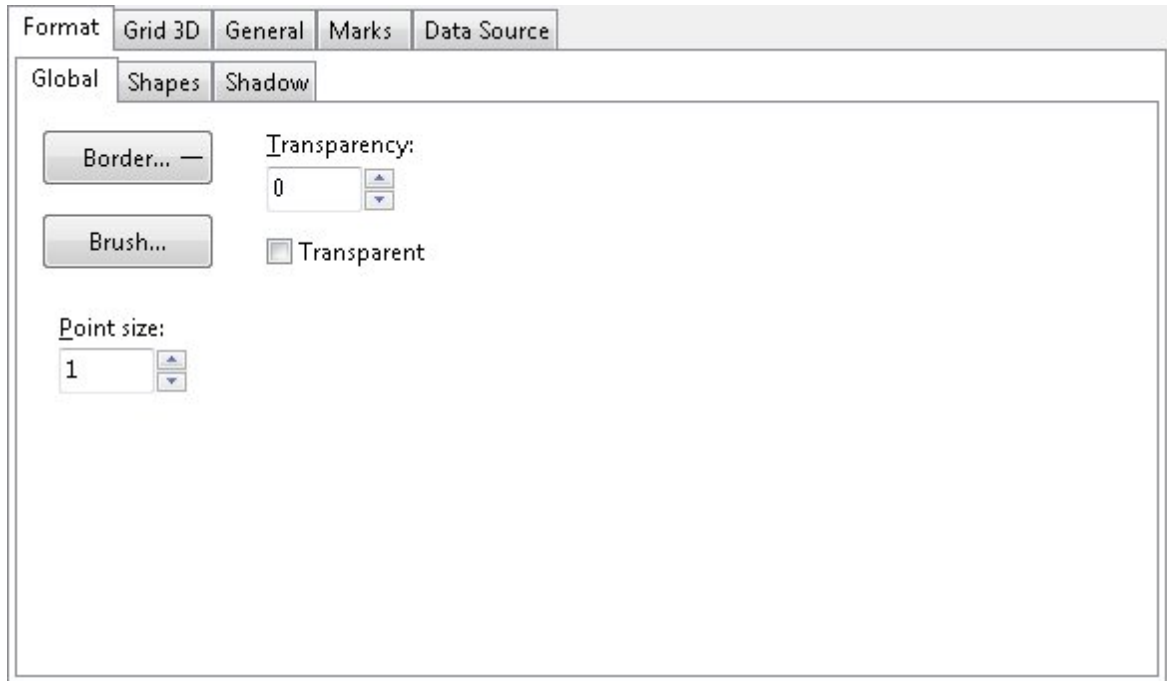 Format Grid 3D General Marks Data Source
Global Shapes Shadow
Border... Transparency:
0
Brush... Transparent
Point size:
1